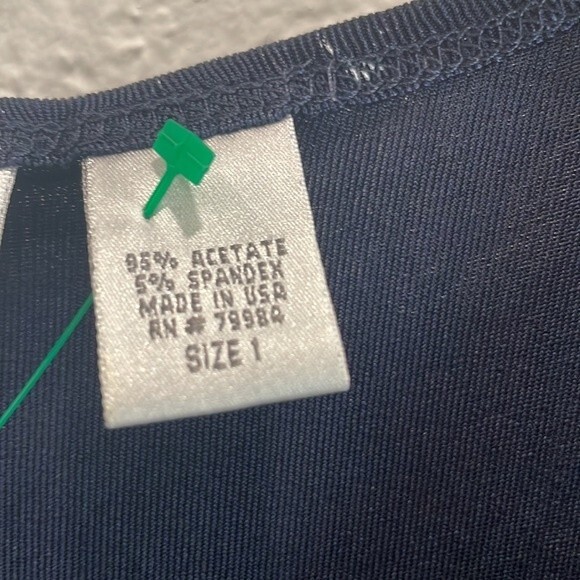 95% ACETATE
5% SPANDEX
MADE IN USA
RN # 79984
SIZE 1